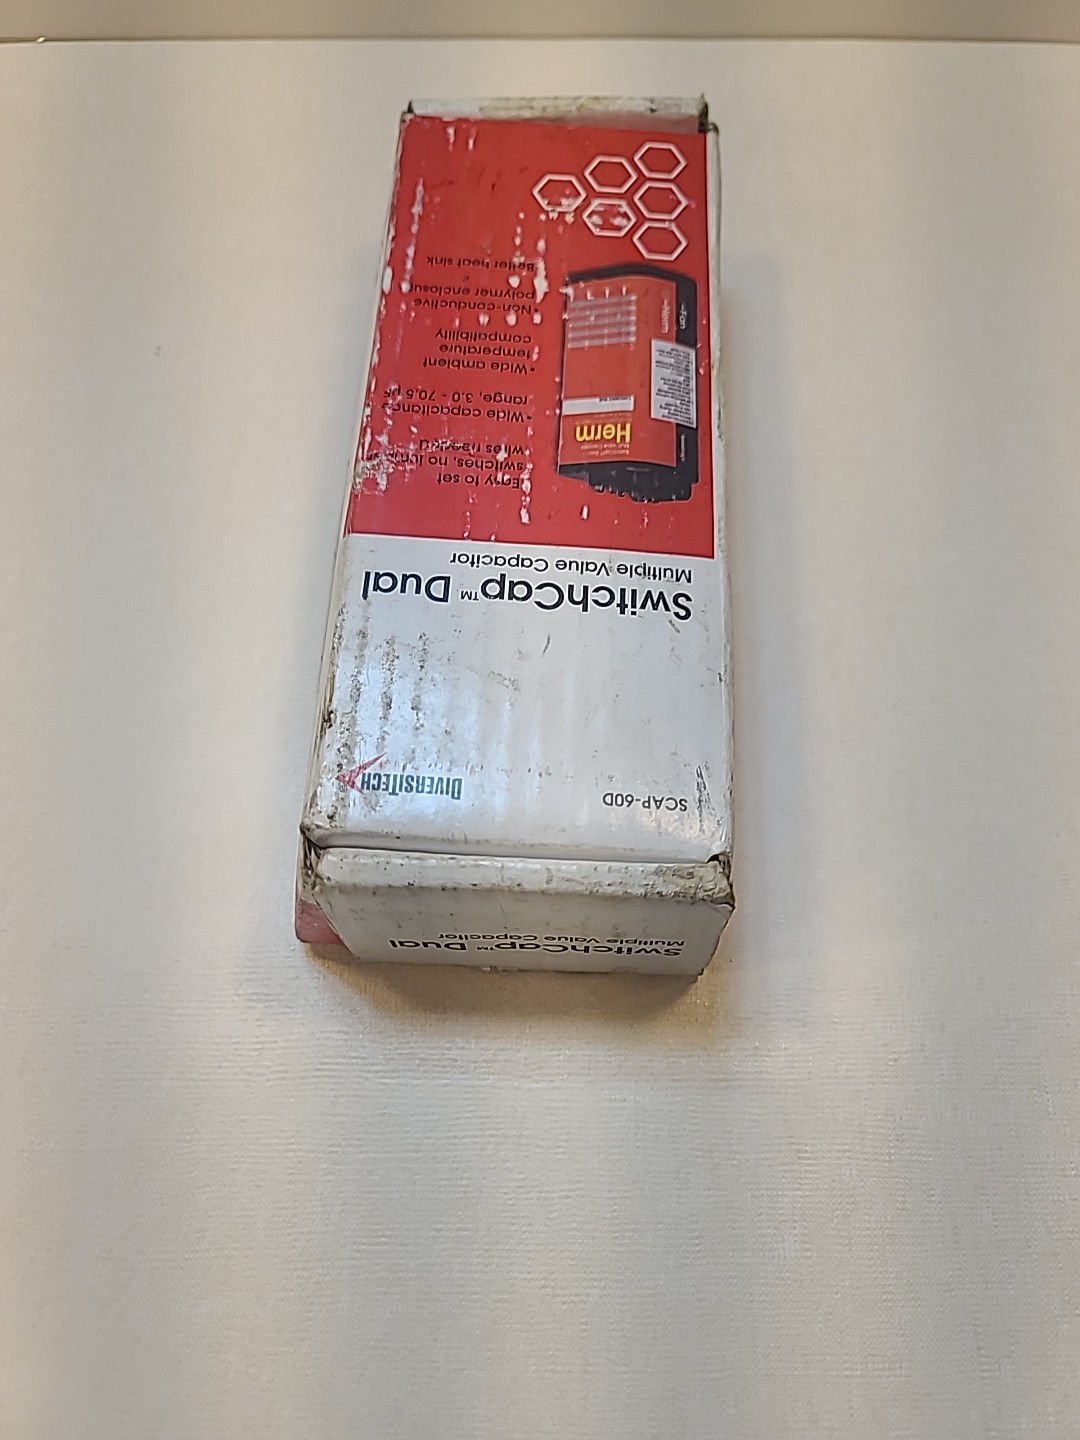 SCAP-60D
DIVERSITECH
SwitchCap™ Dual
Multiple Value Capacitor
Easy to set
switches, no
wires needed
• Wide capacitance
range, 3.0 - 70.5 µF
• Wide ambient
temperature
compatibility
• Non-conductive
polymer
Better heat sink
Herm
+Herm
+Fan
SwitchCap™ Dual
Multiple Value Capacitor